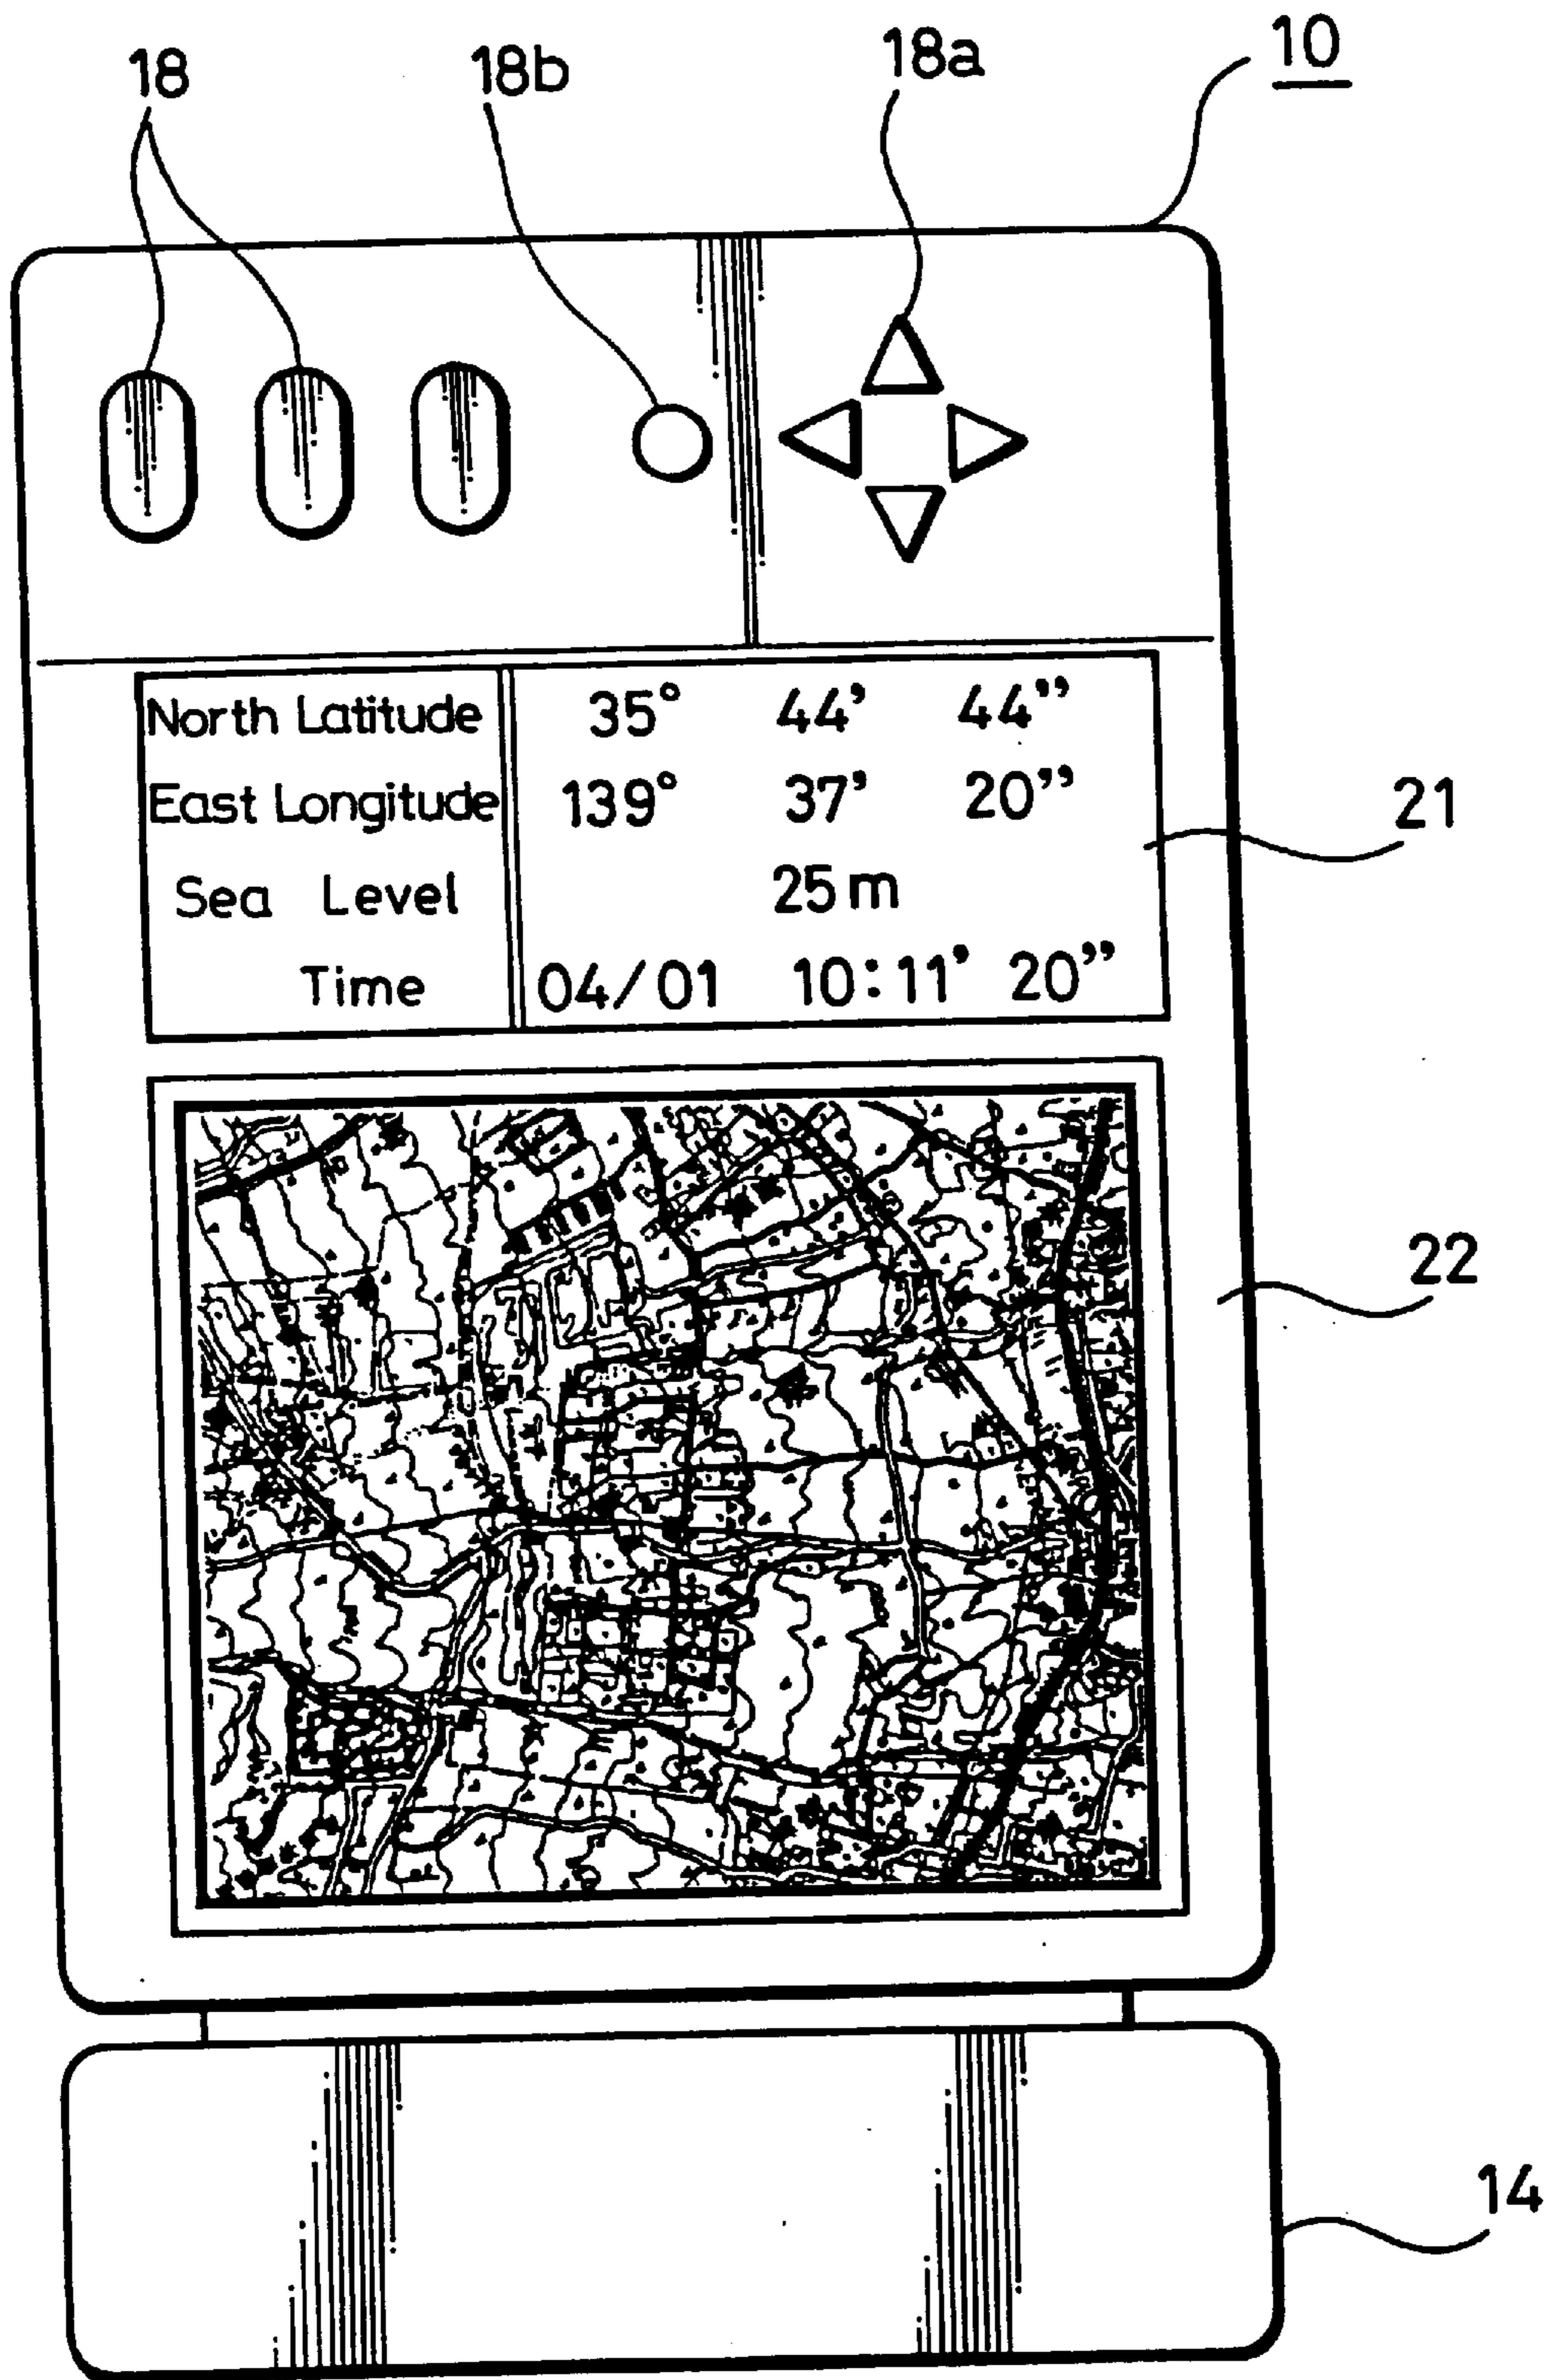 18 18b 18a 10
North Latitude 35° 44’ 44”
East Longitude 139° 37’ 20”
21
Sea Level 25m
Time 04/01 10:11’ 20”
22
14